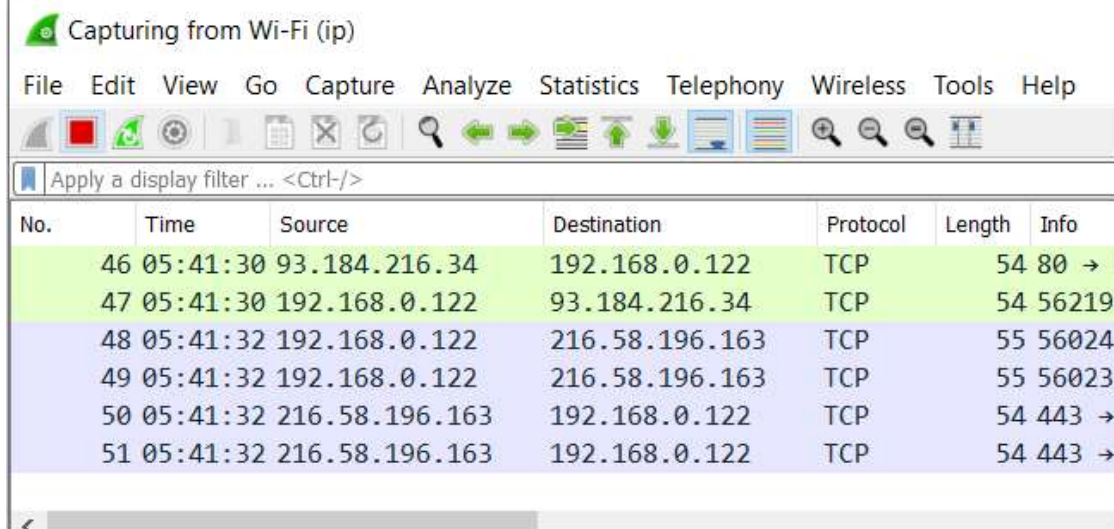 Capturing from Wi-Fi (ip)
File Edit View Go Capture Analyze Statistics Telephony Wireless Tools Help
Apply a display filter ... <Ctrl-/>
No. Time Source Destination Protocol Length Info
46 05:41:30 93.184.216.34 192.168.0.122 TCP 54 80 →
47 05:41:30 192.168.0.122 93.184.216.34 TCP 54 56219
48 05:41:32 192.168.0.122 216.58.196.163 TCP 55 56024
49 05:41:32 192.168.0.122 216.58.196.163 TCP 55 56023
50 05:41:32 216.58.196.163 192.168.0.122 TCP 54 443 →
51 05:41:32 216.58.196.163 192.168.0.122 TCP 54 443 →